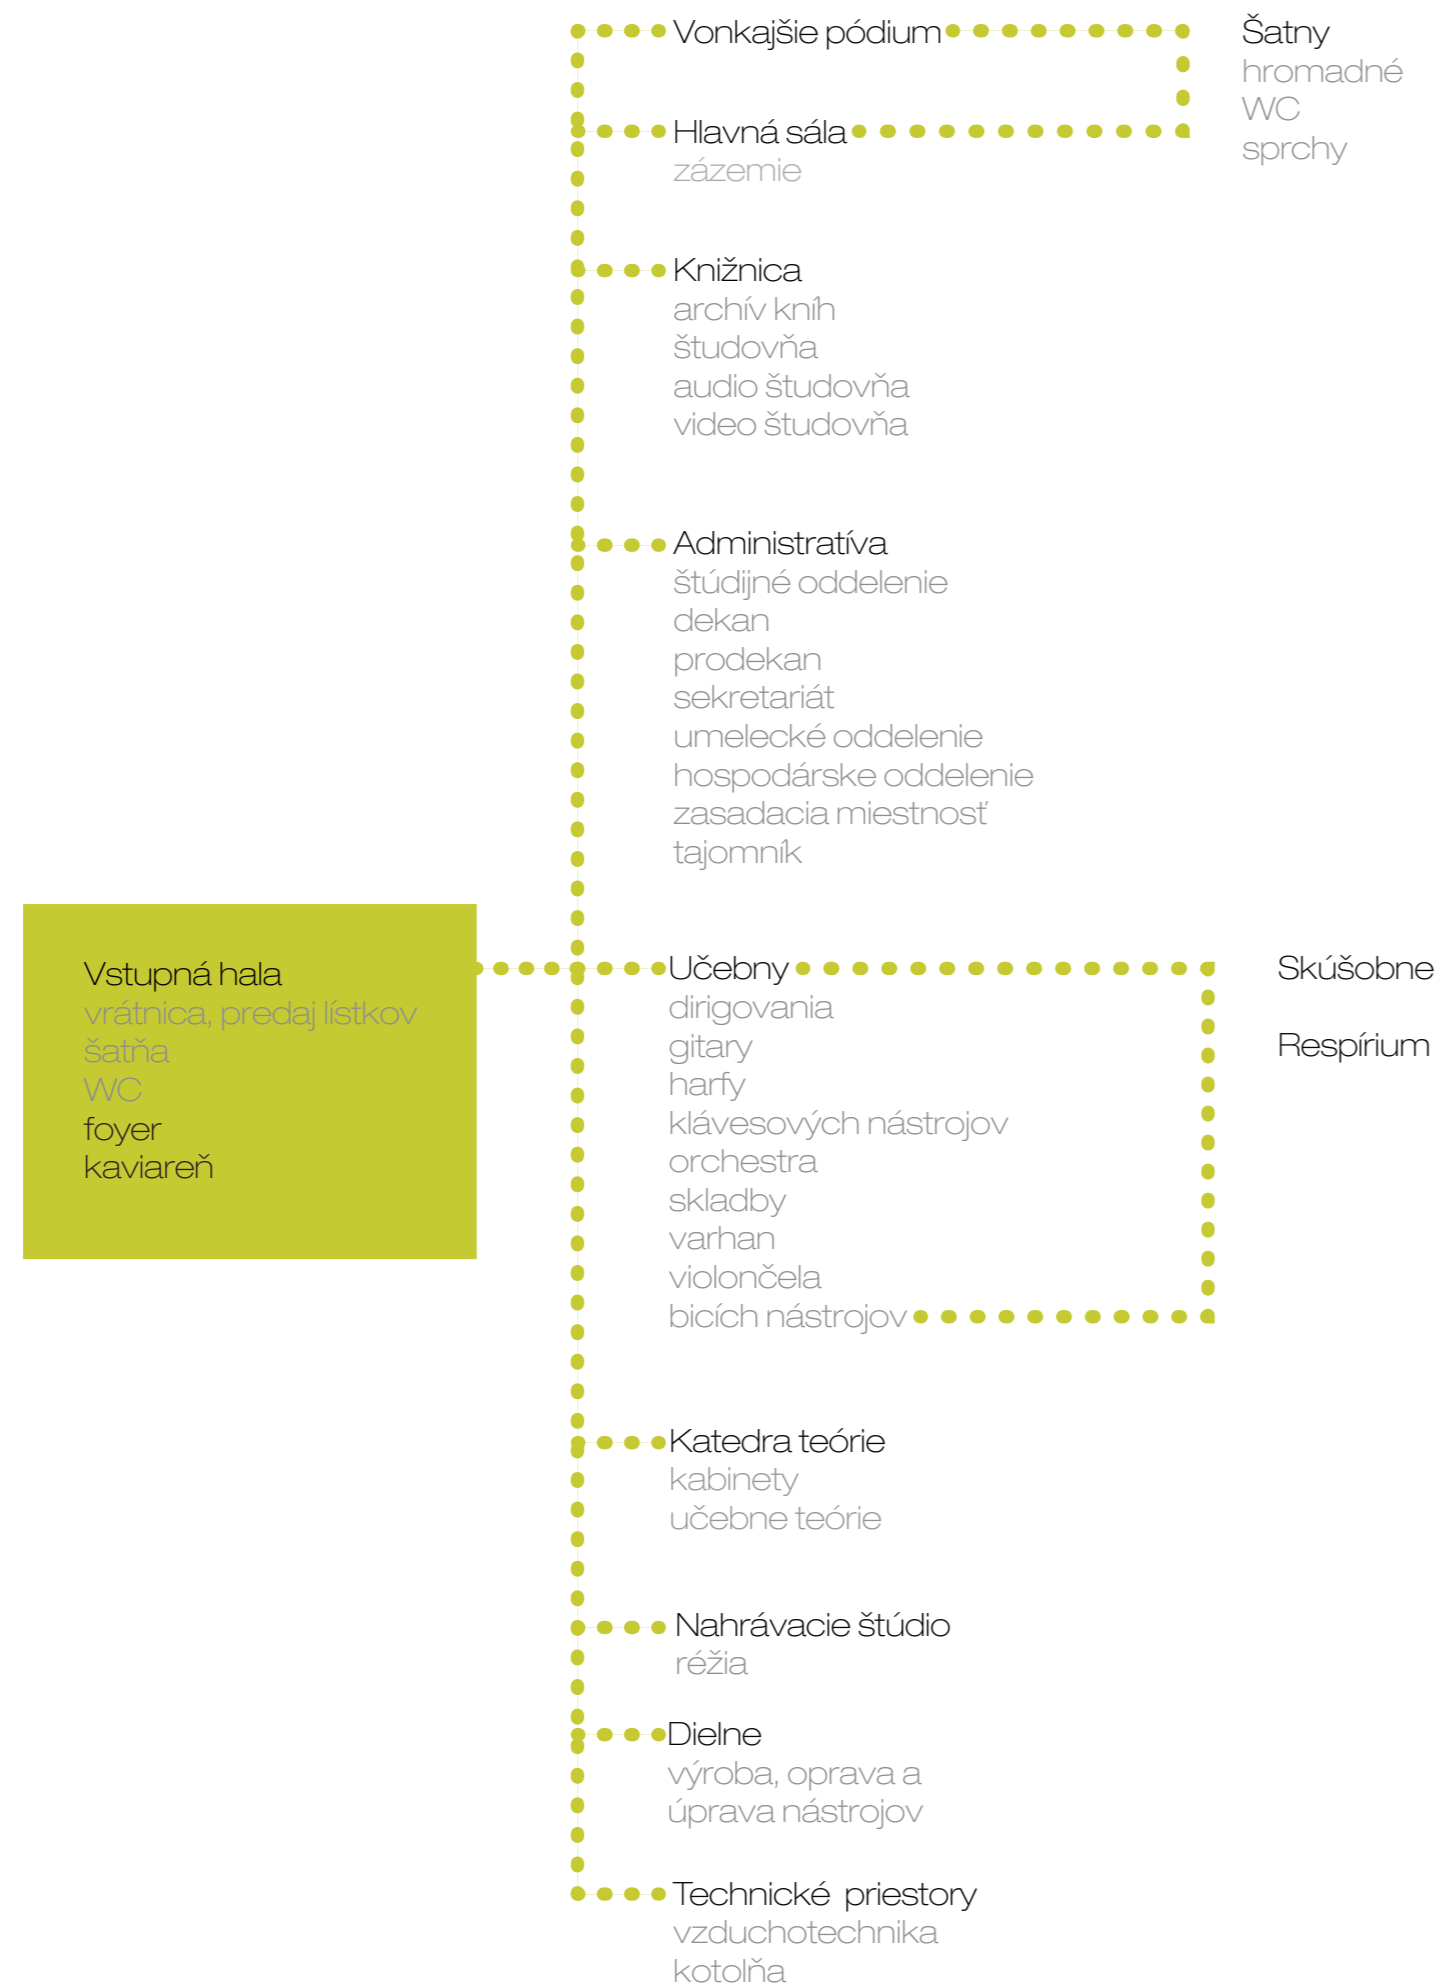 Vonkajšie pódium
Šatny
hromadné
WC
sprchy
Hlavná sála
zázemie
Knižnica
archív kníh
študovňa
audio študovňa
video študovňa
Administratíva
štúdijné oddelenie
dekan
prodekan
sekretariát
umelecké oddelenie
hospodárske oddelenie
zasadacia miestnosť
tajomník
Vstupná hala
vrátnica, predaj lístkov
šatňa
WC
foyer
kaviareň
Učebny
dirigovania
gitary
harfy
klávesových nástrojov
orchestra
skladby
varhan
violončela
bicích nástrojov
Skúšobne
Respírium
Katedra teórie
kabinety
učebne teórie
Nahrávacie štúdio
réžia
Dielne
výroba, oprava a
úprava nástrojov
Technické  priestory
vzduchotechnika
kotolňa